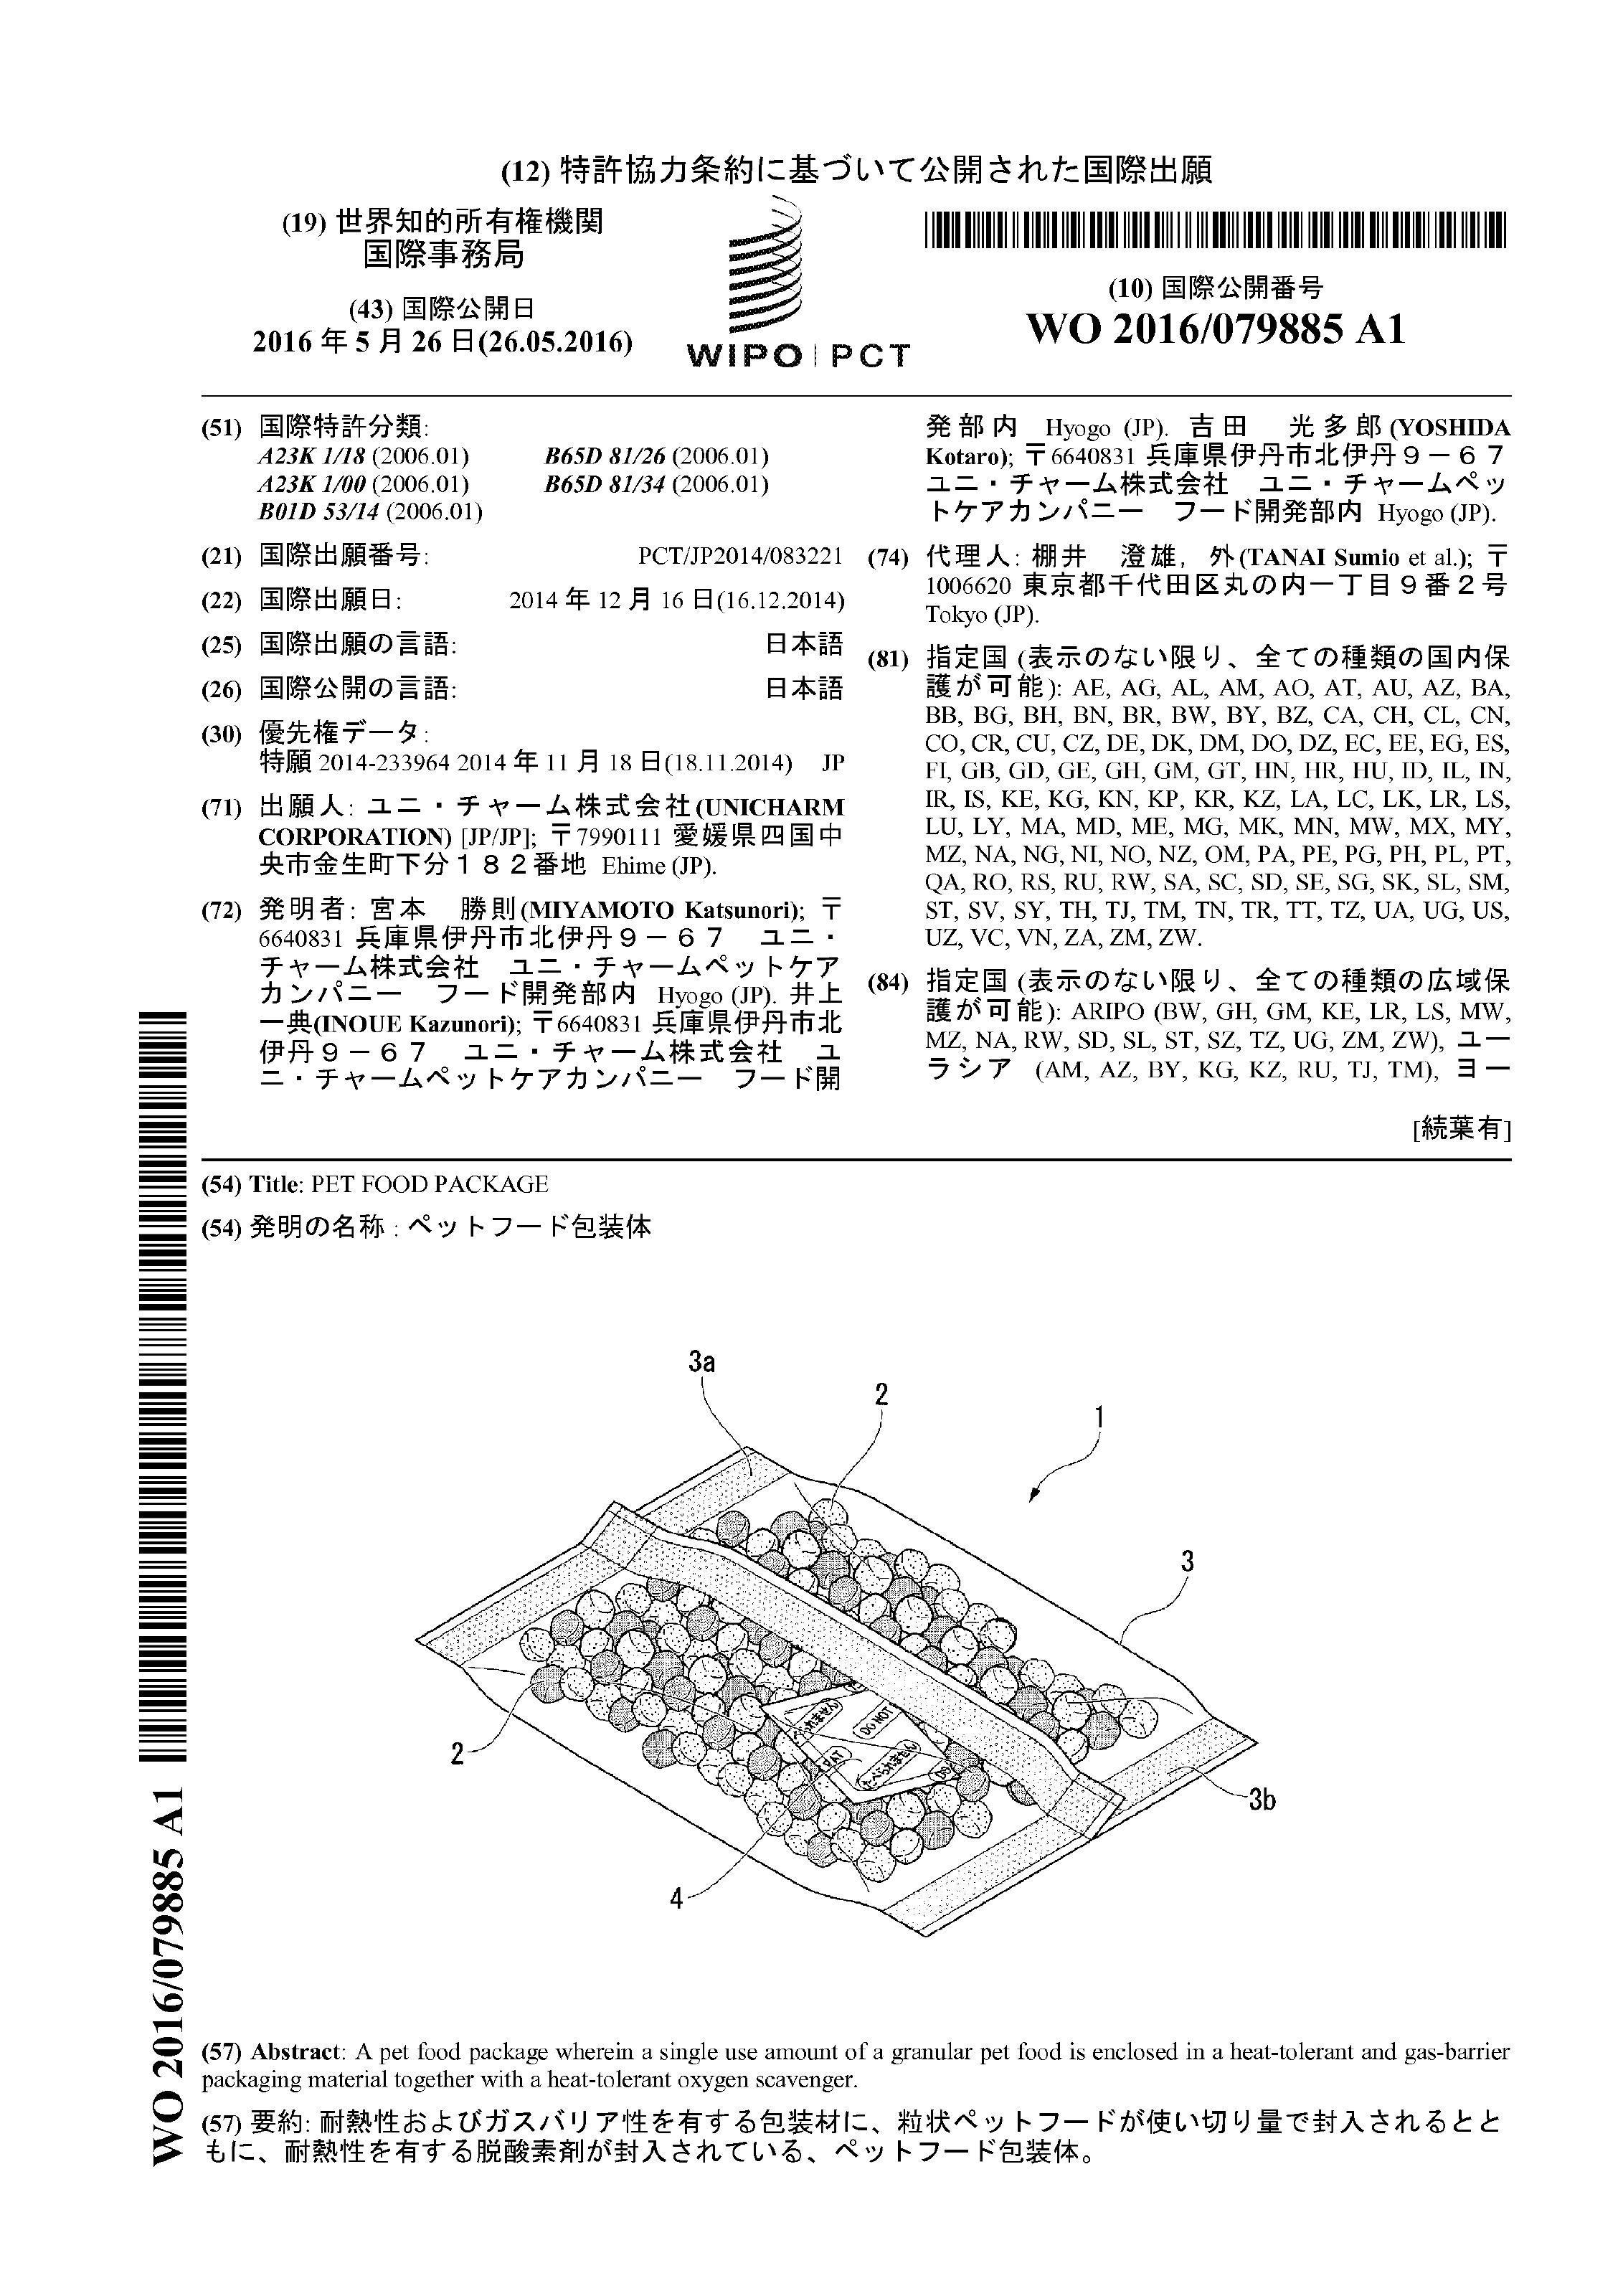 (12) 特許協力条約に基づいて公開された国際出願
(19) 世界知的所有権機関
国際事務局
(43) 国際公開日
2016 年 5 月 26 日(26.05.2016)
WIPO | PCT
(10) 国際公開番号
WO 2016/079885 A1
(51) 国際特許分類:
A23K 1/18 (2006.01) B65D 81/26 (2006.01)
A23K 1/00 (2006.01) B65D 81/34 (2006.01)
B01D 53/14 (2006.01)
(21) 国際出願番号: PCT/JP2014/083221
(22) 国際出願日: 2014 年 12 月 16 日(16.12.2014)
(25) 国際出願の言語: 日本語
(26) 国際公開の言語: 日本語
(30) 優先権データ:
特願 2014-233964 2014 年 11 月 18 日(18.11.2014) JP
(71) 出願人: ユニ・チャーム株式会社(UNICHARM
CORPORATION) [JP/JP]; 〒7990111 愛媛県四国中
央市金生町下分１８２番地 Ehime (JP).
(72) 発明者: 宮本 勝則(MIYAMOTO Katsunori); 〒
6640831 兵庫県伊丹市北伊丹９－６７ ユニ・
チャーム株式会社 ユニ・チャームペットケア
カンパニー フード開発部内 Hyogo (JP). 井上
一典(INOUE Kazunori); 〒6640831 兵庫県伊丹市北
伊丹９－６７ ユニ・チャーム株式会社 ユ
ニ・チャームペットケアカンパニー フード開
発部内 Hyogo (JP). 吉田 光多郎(YOSHIDA
Kotaro); 〒6640831 兵庫県伊丹市北伊丹９－６７
ユニ・チャーム株式会社 ユニ・チャームペッ
トケアカンパニー フード開発部内 Hyogo (JP).
(74) 代理人: 棚井 澄雄, 外(TANAI Sumio et al.); 〒
1006620 東京都千代田区丸の内一丁目９番２号
Tokyo (JP).
(81) 指定国 (表示のない限り、全ての種類の国内保
護が可能): AE, AG, AL, AM, AO, AT, AU, AZ, BA,
BB, BG, BH, BN, BR, BW, BY, BZ, CA, CH, CL, CN,
CO, CR, CU, CZ, DE, DK, DM, DO, DZ, EC, EE, EG, ES,
FI, GB, GD, GE, GH, GM, GT, HN, HR, HU, ID, IL, IN,
IR, IS, KE, KG, KN, KP, KR, KZ, LA, LC, LK, LR, LS,
LU, LY, MA, MD, ME, MG, MK, MN, MW, MX, MY,
MZ, NA, NG, NI, NO, NZ, OM, PA, PE, PG, PH, PL, PT,
QA, RO, RS, RU, RW, SA, SC, SD, SE, SG, SK, SL, SM,
ST, SV, SY, TH, TJ, TM, TN, TR, TT, TZ, UA, UG, US,
UZ, VC, VN, ZA, ZM, ZW.
(84) 指定国 (表示のない限り、全ての種類の広域保
護が可能): ARIPO (BW, GH, GM, KE, LR, LS, MW,
MZ, NA, RW, SD, SL, ST, SZ, TZ, UG, ZM, ZW), ユー
ラシア (AM, AZ, BY, KG, KZ, RU, TJ, TM), ヨー
[続葉有]
(54) Title: PET FOOD PACKAGE
(54) 発明の名称 : ペットフード包装体
3a
2
1
3
2
DO NOT
たべられません
3b
4
WO 2016/079885 A1
(57) Abstract: A pet food package wherein a single use amount of a granular pet food is enclosed in a heat-tolerant and gas-barrier
packaging material together with a heat-tolerant oxygen scavenger.
(57) 要約: 耐熱性およびガスバリア性を有する包装材に、粒状ペットフードが使い切り量で封入されるとと
もに、耐熱性を有する脱酸素剤が封入されている、ペットフード包装体。